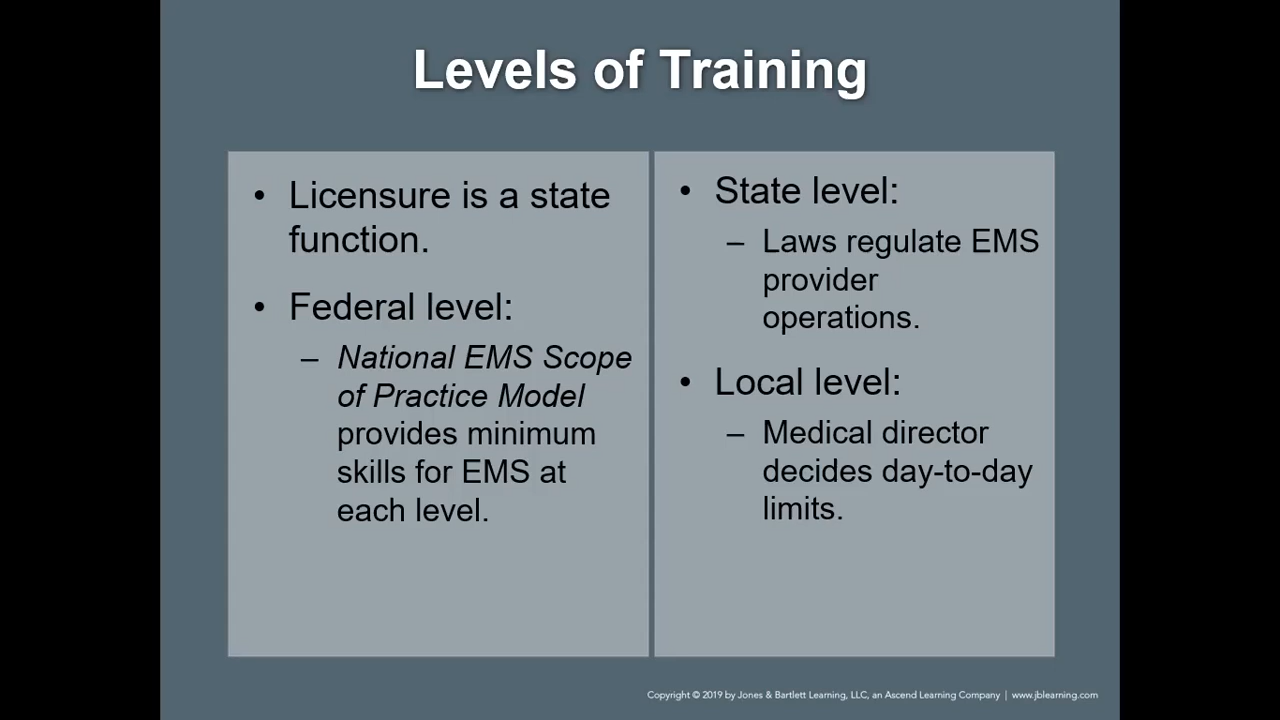 Levels of Training
• Licensure is a state
function.
• Federal level:
– National EMS Scope
of Practice Model
provides minimum
skills for EMS at
each level.
• State level:
– Laws regulate EMS
provider
operations.
• Local level:
– Medical director
decides day-to-day
limits.
Copyright © 2019 by Jones & Bartlett Learning, LLC, an Ascend Learning Company | www.jblearning.com